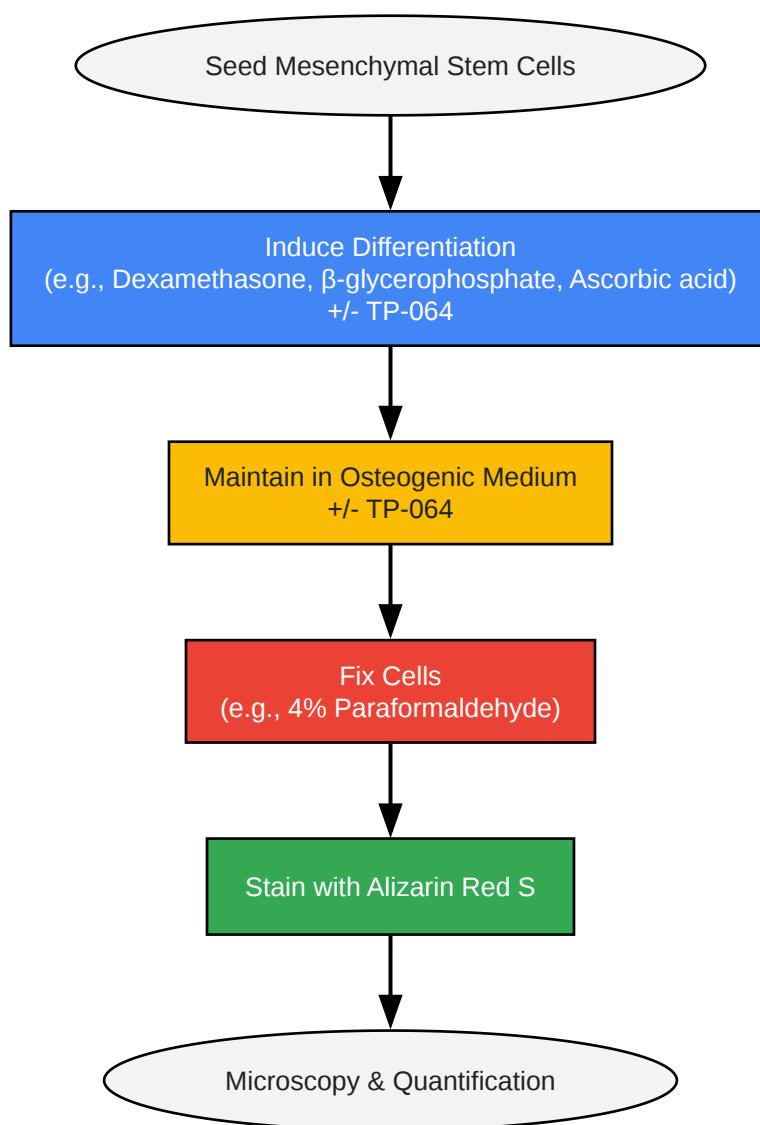 Seed Mesenchymal Stem Cells
Induce Differentiation
(e.g., Dexamethasone, β-glycerophosphate, Ascorbic acid)
+/- TP-064
Maintain in Osteogenic Medium
+/- TP-064
Fix Cells
(e.g., 4% Paraformaldehyde)
Stain with Alizarin Red S
Microscopy & Quantification